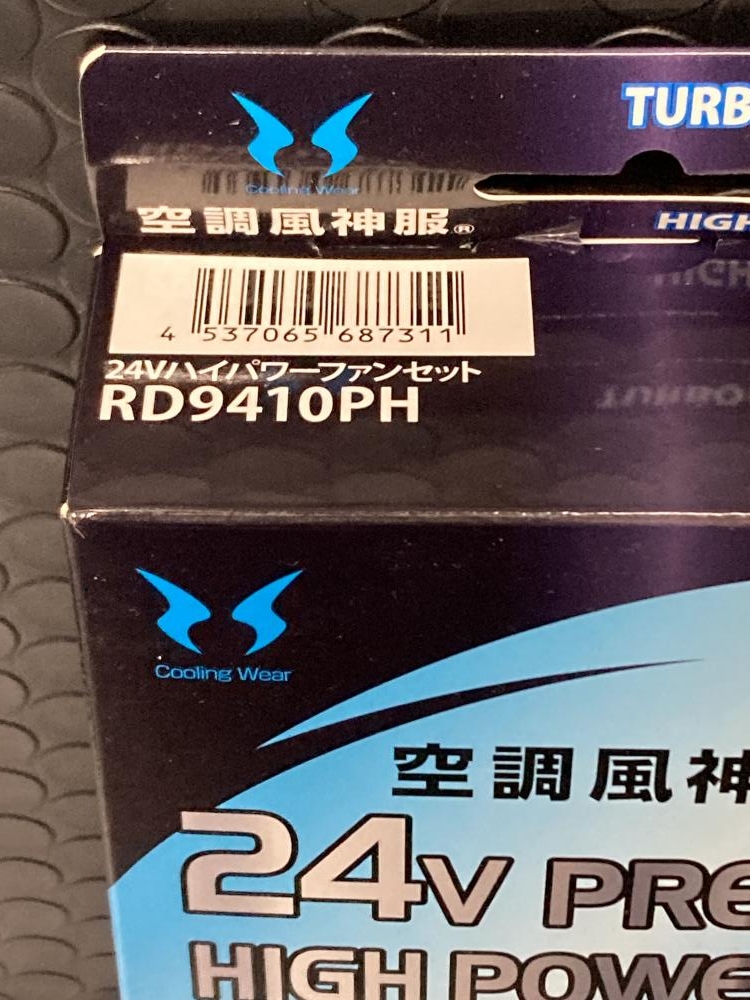 TURB
Cooling Wear
空調風神服®
HIGH
4 537065 687311
24Vハイパワーファンセット
RD9410PH
Cooling Wear
空調風神
24V PRE
HIGH POWE